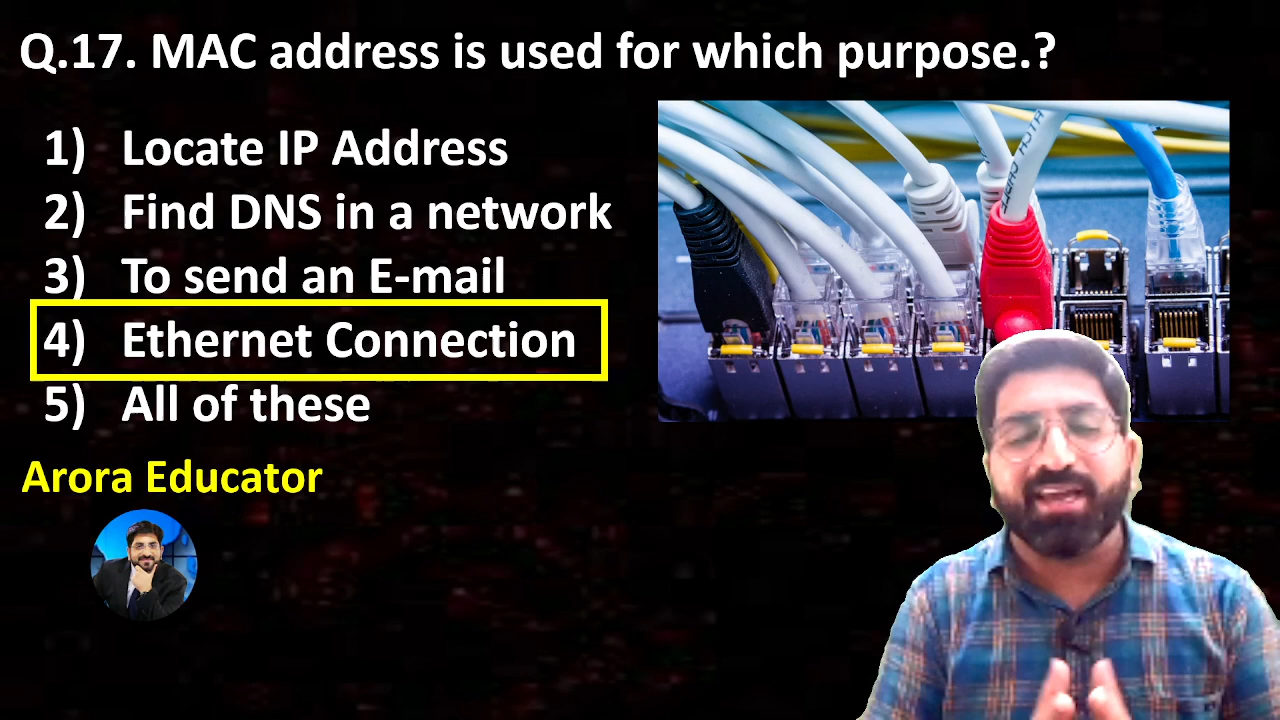 Q.17. MAC address is used for which purpose.?
1) Locate IP Address
2) Find DNS in a network
3) To send an E-mail
4) Ethernet Connection
5) All of these
Arora Educator